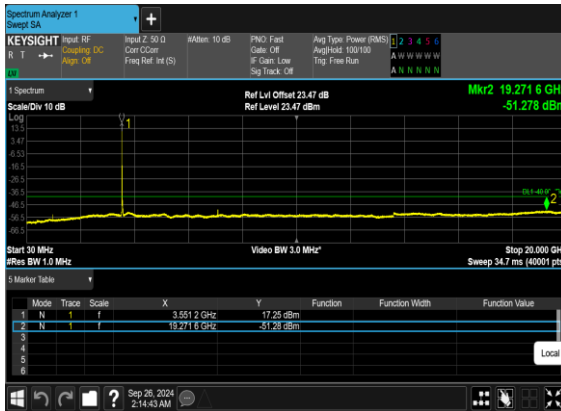 Spectrum Analyzer 1
Swept SA
KEYSIGHT
R T
LNI
Input: RF
Coupling: DC
Align: Off
Input Z: 50 Ω
Corr CCorr
Freq Ref: Int (S)
#Atten: 10 dB
PNO: Fast
Gate: Off
IF Gain: Low
Sig Track: Off
Avg Type: Power (RMS)
Avg|Hold: 100/100
Trig: Free Run
1 2 3 4 5 6
A W W W W W
A N N N N N
1 Spectrum
Scale/Div 10 dB
Ref Lvl Offset 23.47 dB
Ref Level 23.47 dBm
Mkr2 19.271 6 GH
-51.278 dBr
Log
13.5
3.47
-6.53
-16.5
-26.5
-36.5
-46.5
-56.5
-66.5
1
2
Start 30 MHz
#Res BW 1.0 MHz
Video BW 3.0 MHz*
Stop 20.000 GH
Sweep 34.7 ms (40001 pts
5 Marker Table
Mode Trace Scale X Y Function Function Width Function Value
1 N 1 f 3.551 2 GHz 17.25 dBm
2 N 1 f 19.271 6 GHz -51.28 dBm
3
4
5
6
Local
?
Sep 26, 2024
2:14:43 AM